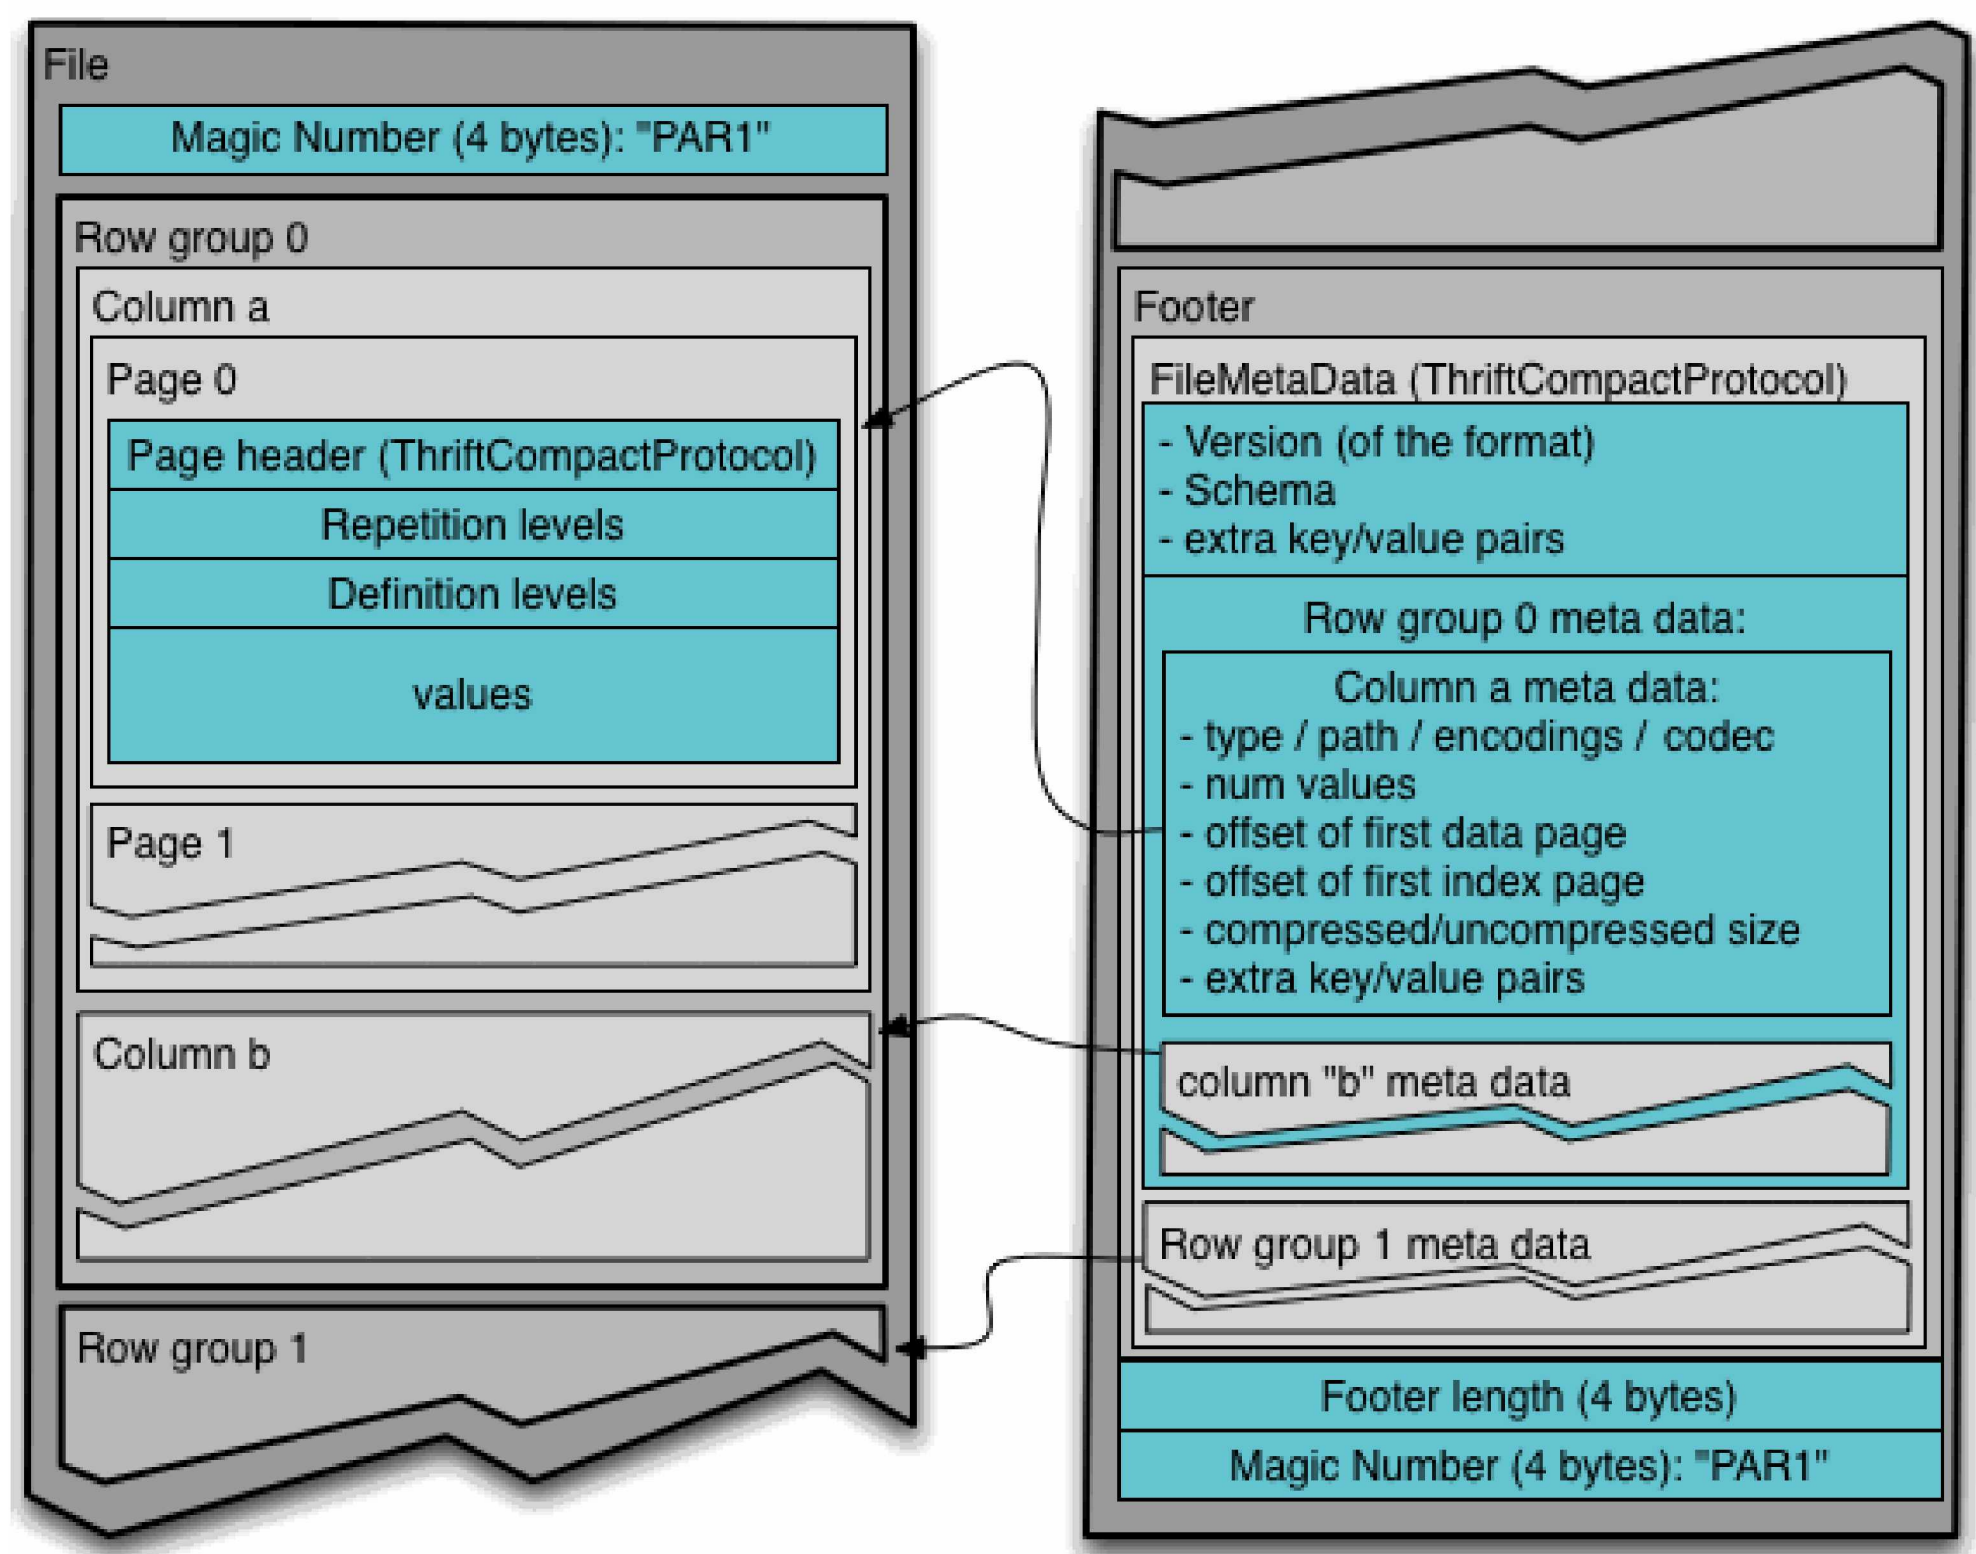 File
Magic Number (4 bytes): "PAR1"
Row group 0
Column a
Page 0
Page header (ThriftCompactProtocol)
Repetition levels
Definition levels
values
Page 1
Column b
Row group 1
Footer
FileMetaData (ThriftCompactProtocol)
- Version (of the format)
- Schema
- extra key/value pairs
Row group 0 meta data:
Column a meta data:
- type / path / encodings / codec
- num values
- offset of first data page
- offset of first index page
- compressed/uncompressed size
- extra key/value pairs
column "b" meta data
Row group 1 meta data
Footer length (4 bytes)
Magic Number (4 bytes): "PAR1"